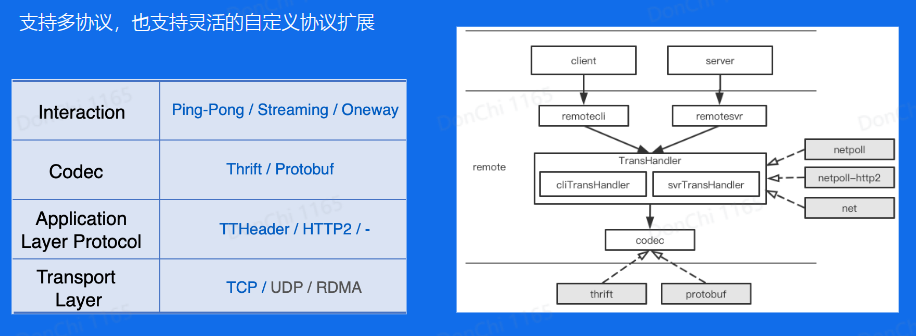 支持多协议，也支持灵活的自定义协议扩展
Interaction
Ping-Pong / Streaming / Oneway
Codec
Thrift / Protobuf
Application
Layer Protocol
TTHeader / HTTP2 / -
Transport
Layer
TCP / UDP / RDMA
client
server
remotecli
remotesvr
remote
TransHandler
cliTransHandler
svrTransHandler
netpoll
netpoll-http2
net
codec
thrift
protobuf
DonChi 1165